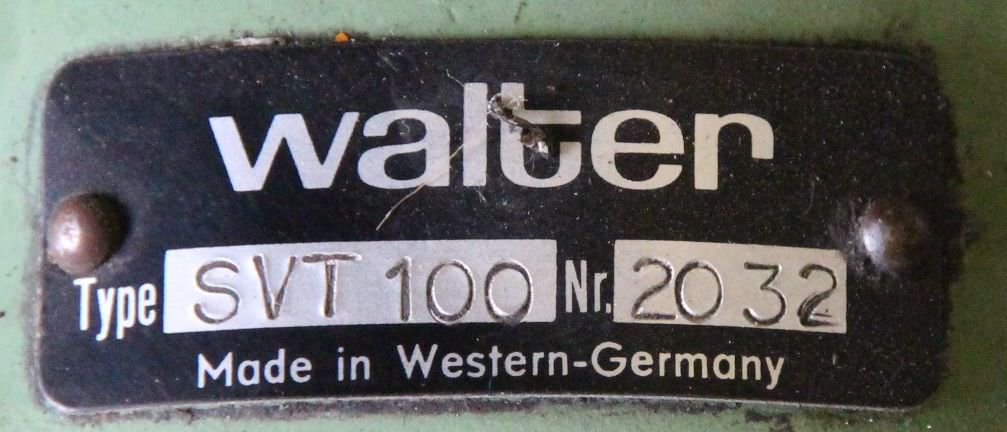 walter
Type SVT 100 Nr. 2032
Made in Western-Germany